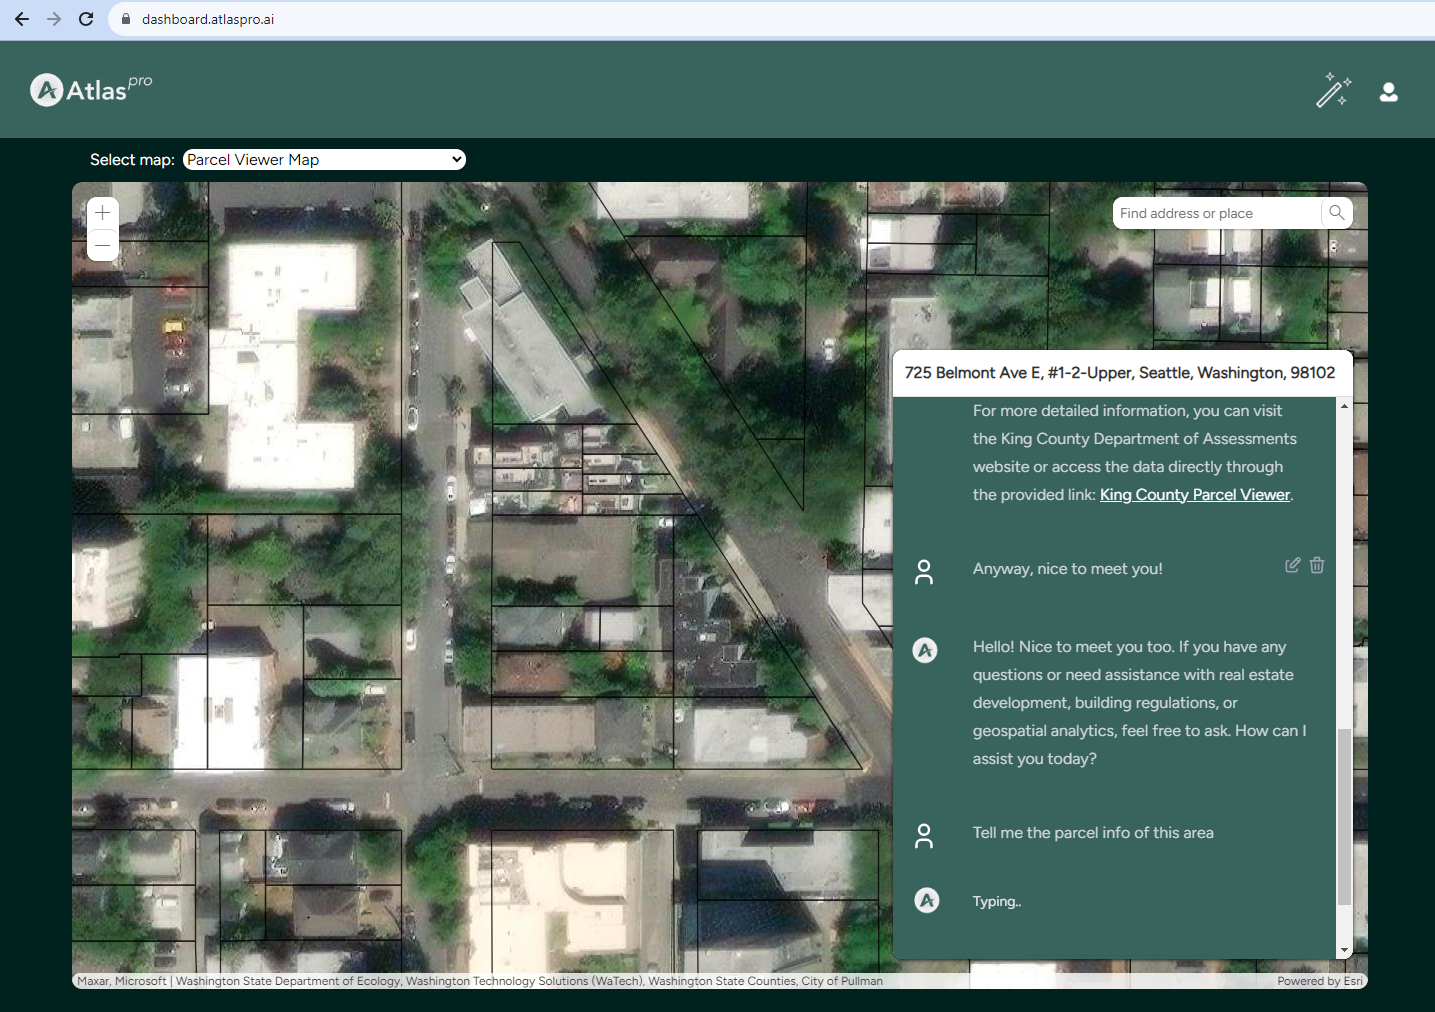 dashboard.atlaspro.ai
Atlas pro
Select map: Parcel Viewer Map
Find address or place
725 Belmont Ave E, #1-2-Upper, Seattle, Washington, 98102
For more detailed information, you can visit
the King County Department of Assessments
website or access the data directly through
the provided link: King County Parcel Viewer.
Anyway, nice to meet you!
Hello! Nice to meet you too. If you have any
questions or need assistance with real estate
development, building regulations, or
geospatial analytics, feel free to ask. How can I
assist you today?
Tell me the parcel info of this area
Typing..
Maxar, Microsoft | Washington State Department of Ecology, Washington Technology Solutions (WaTech), Washington State Counties, City of Pullman
Powered by Esri